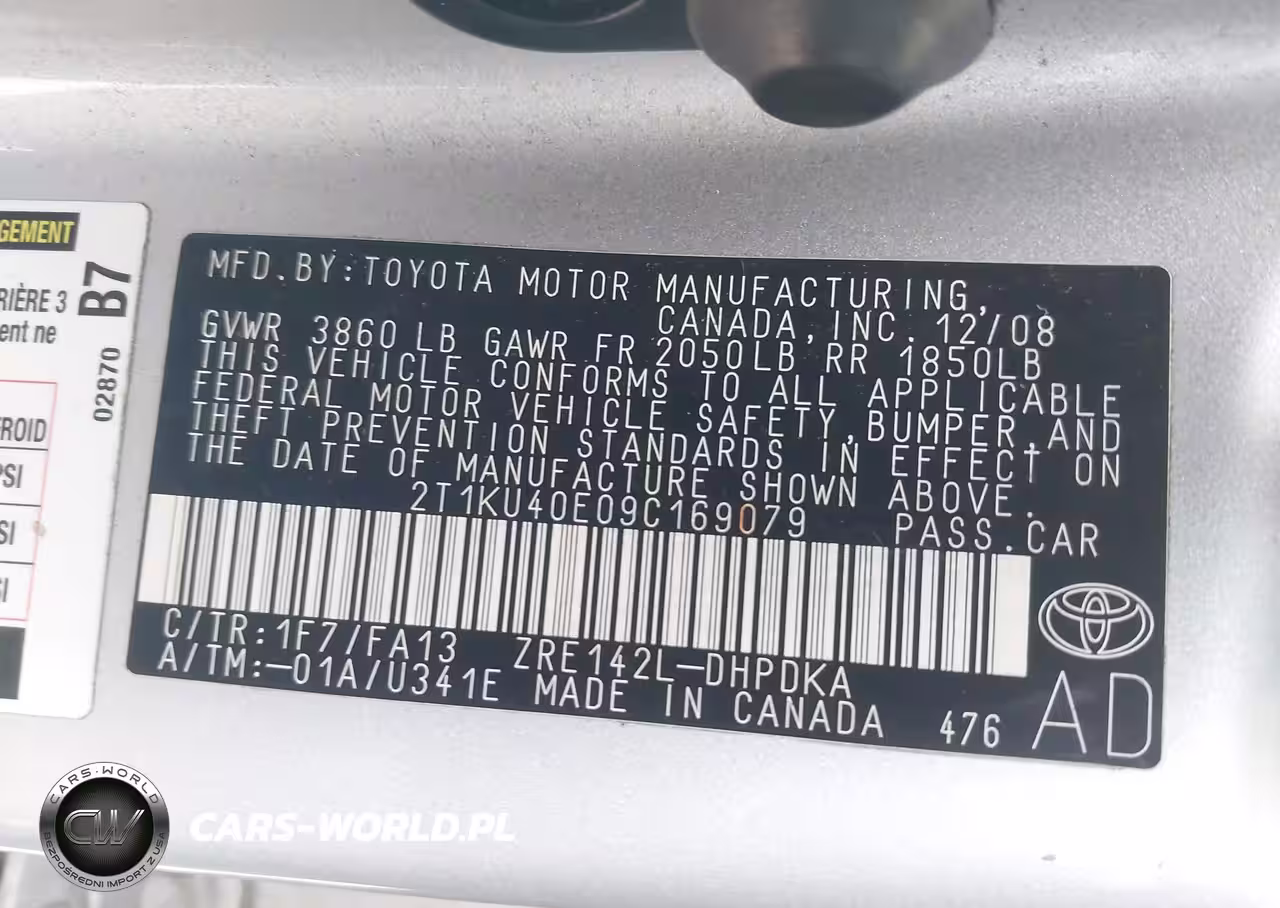 GEMENT
RIÈRE 3
ent ne
B7
02870
FROID
PSI
SI
MFD.BY:TOYOTA MOTOR MANUFACTURING,
CANADA,INC. 12/08
GVWR 3860LB GAWR FR 2050LB RR 1850LB
THIS VEHICLE CONFORMS TO ALL APPLICABLE
FEDERAL MOTOR VEHICLE SAFETY,BUMPER,AND
THEFT PREVENTION STANDARDS IN EFFECT ON
THE DATE OF MANUFACTURE SHOWN ABOVE.
2T1KU40E09C169079 PASS.CAR
C/TR:1F7/FA13 ZRE142L-DHPDKA
A/TM:-01A/U341E MADE IN CANADA 476 AD
CARS-WORLD
CW
BEZPOŚREDNI IMPORT Z USA
CARS-WORLD.PL